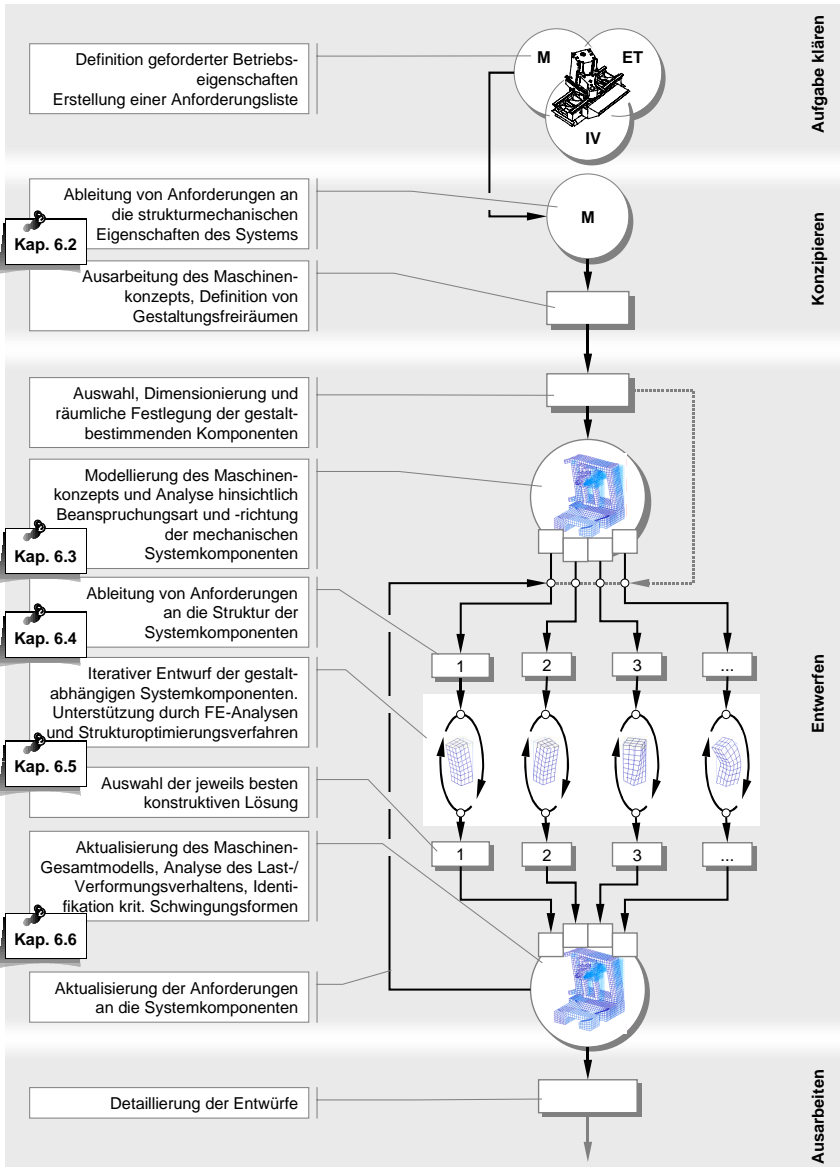 Aufgabe klären
Definition geforderter Betriebs-
eigenschaften
Erstellung einer Anforderungsliste
M
ET
IV
Konzipieren
Ableitung von Anforderungen an
die strukturmechanischen
Eigenschaften des Systems
M
Kap. 6.2
Ausarbeitung des Maschinen-
konzepts, Definition von
Gestaltungsfreiräumen
Entwerfen
Auswahl, Dimensionierung und
räumliche Festlegung der gestalt-
bestimmenden Komponenten
Modellierung des Maschinen-
konzepts und Analyse hinsichtlich
Beanspruchungsart und -richtung
der mechanischen
Systemkomponenten
Kap. 6.3
Ableitung von Anforderungen
an die Struktur der
Systemkomponenten
Kap. 6.4
1
2
3
...
Iterativer Entwurf der gestalt-
abhängigen Systemkomponenten.
Unterstützung durch FE-Analysen
und Strukturoptimierungsverfahren
Kap. 6.5
Auswahl der jeweils besten
konstruktiven Lösung
1
2
3
...
Aktualisierung des Maschinen-
Gesamtmodells, Analyse des Last-/
Verformungsverhaltens, Identi-
fikation krit. Schwingungsformen
Kap. 6.6
Aktualisierung der Anforderungen
an die Systemkomponenten
Ausarbeiten
Detaillierung der Entwürfe